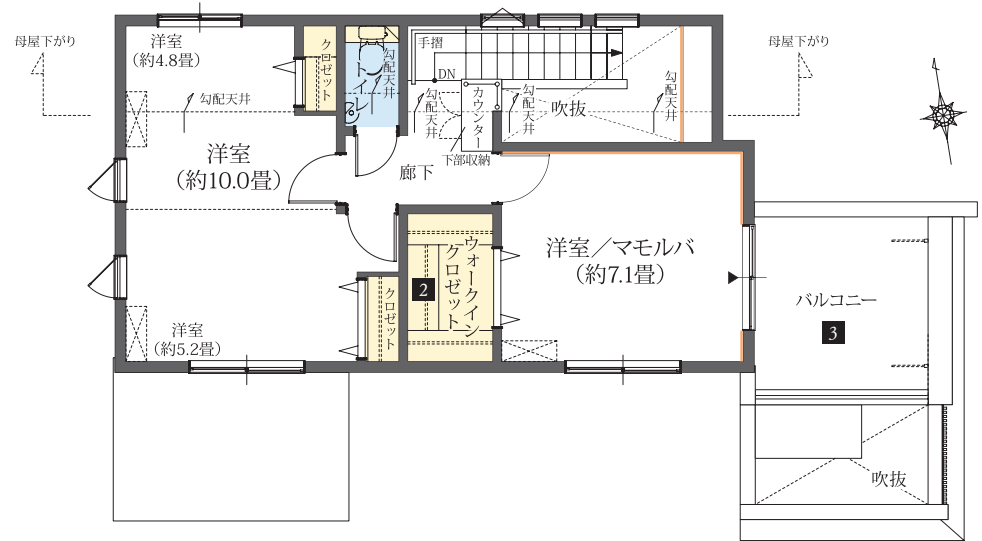 母屋下がり
洋室
（約4.8畳）
クロゼット
トイレ
勾配天井
手摺
DN
勾配天井
カウンター
下部収納
勾配天井
吹抜
勾配天井
母屋下がり
勾配天井
洋室
（約10.0畳）
廊下
洋室／マモルバ
（約7.1畳）
ウォークイン
クロゼット
2
クロゼット
洋室
（約5.2畳）
バルコニー
3
吹抜